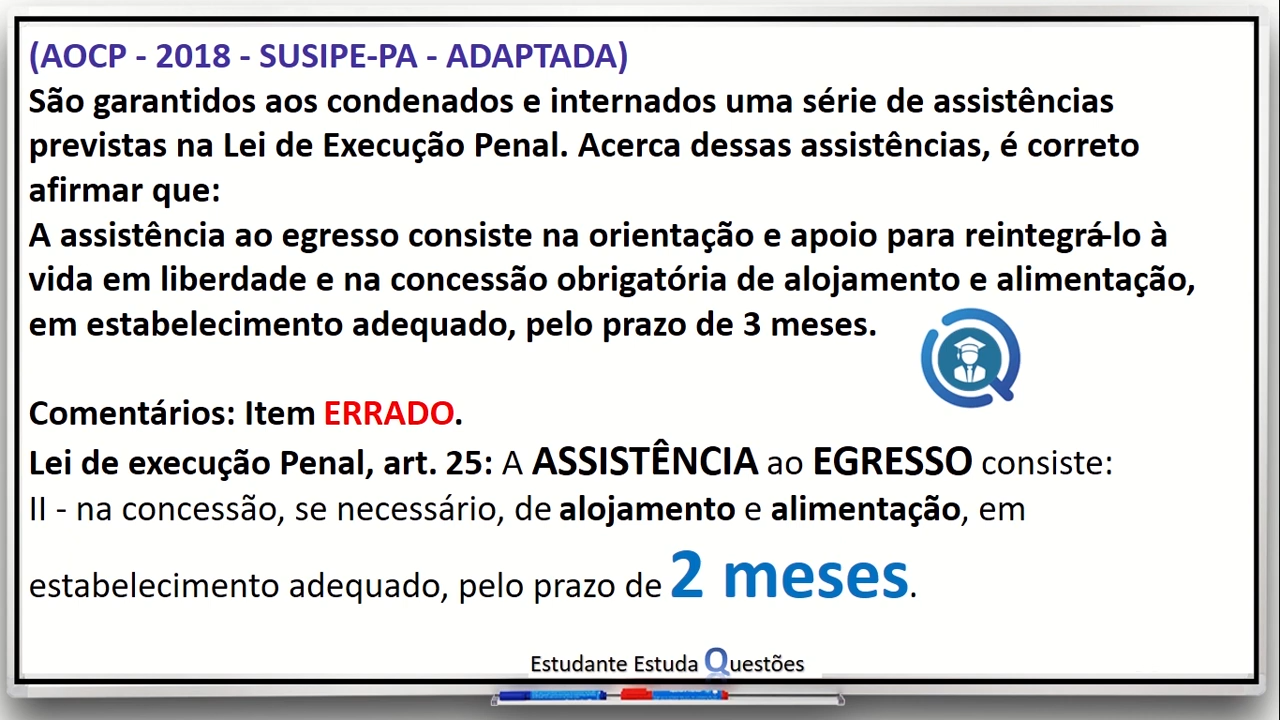 (AOCP - 2018 - SUSIPE-PA - ADAPTADA)
São garantidos aos condenados e internados uma série de assistências
previstas na Lei de Execução Penal. Acerca dessas assistências, é correto
afirmar que:
A assistência ao egresso consiste na orientação e apoio para reintegrá-lo à
vida em liberdade e na concessão obrigatória de alojamento e alimentação,
em estabelecimento adequado, pelo prazo de 3 meses.
Comentários: Item ERRADO.
Lei de execução Penal, art. 25: A ASSISTÊNCIA ao EGRESSO consiste:
II - na concessão, se necessário, de alojamento e alimentação, em
estabelecimento adequado, pelo prazo de 2 meses.
Estudante Estuda Questões